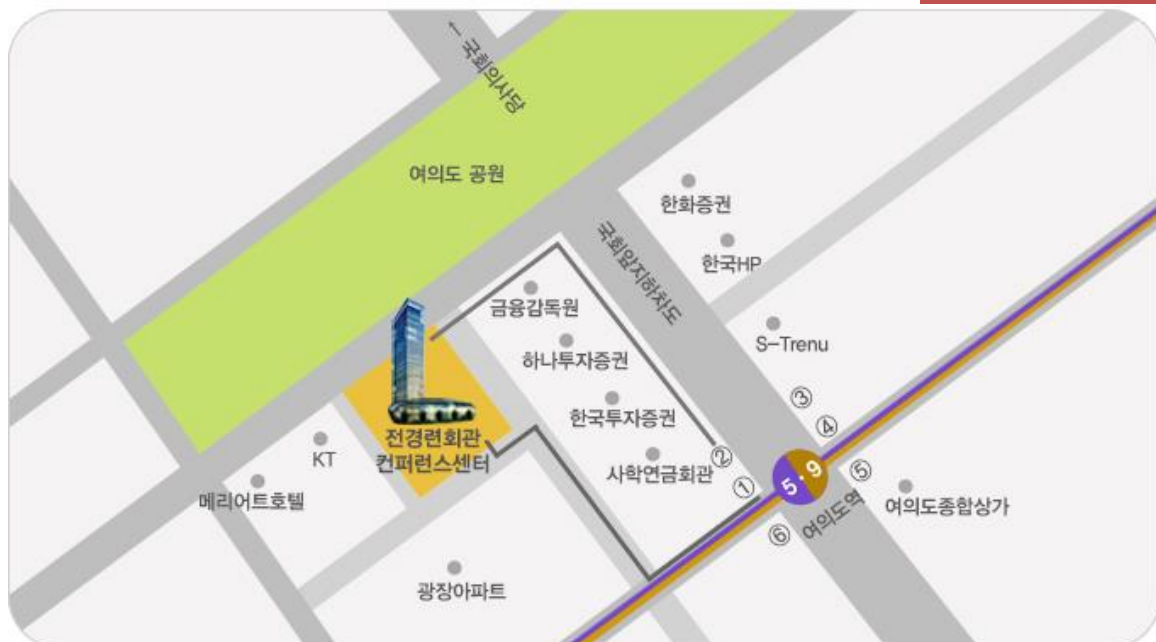 ← 국회의사당
여의도 공원
한화증권
한국HP
국회앞지하차도
금융감독원
S-Trenu
하나투자증권
③
한국투자증권
④
전경련회관
컨퍼런스센터
KT
②
사학연금회관
①
5·9
⑤
메리어트호텔
여의도역
여의도종합상가
⑥
광장아파트